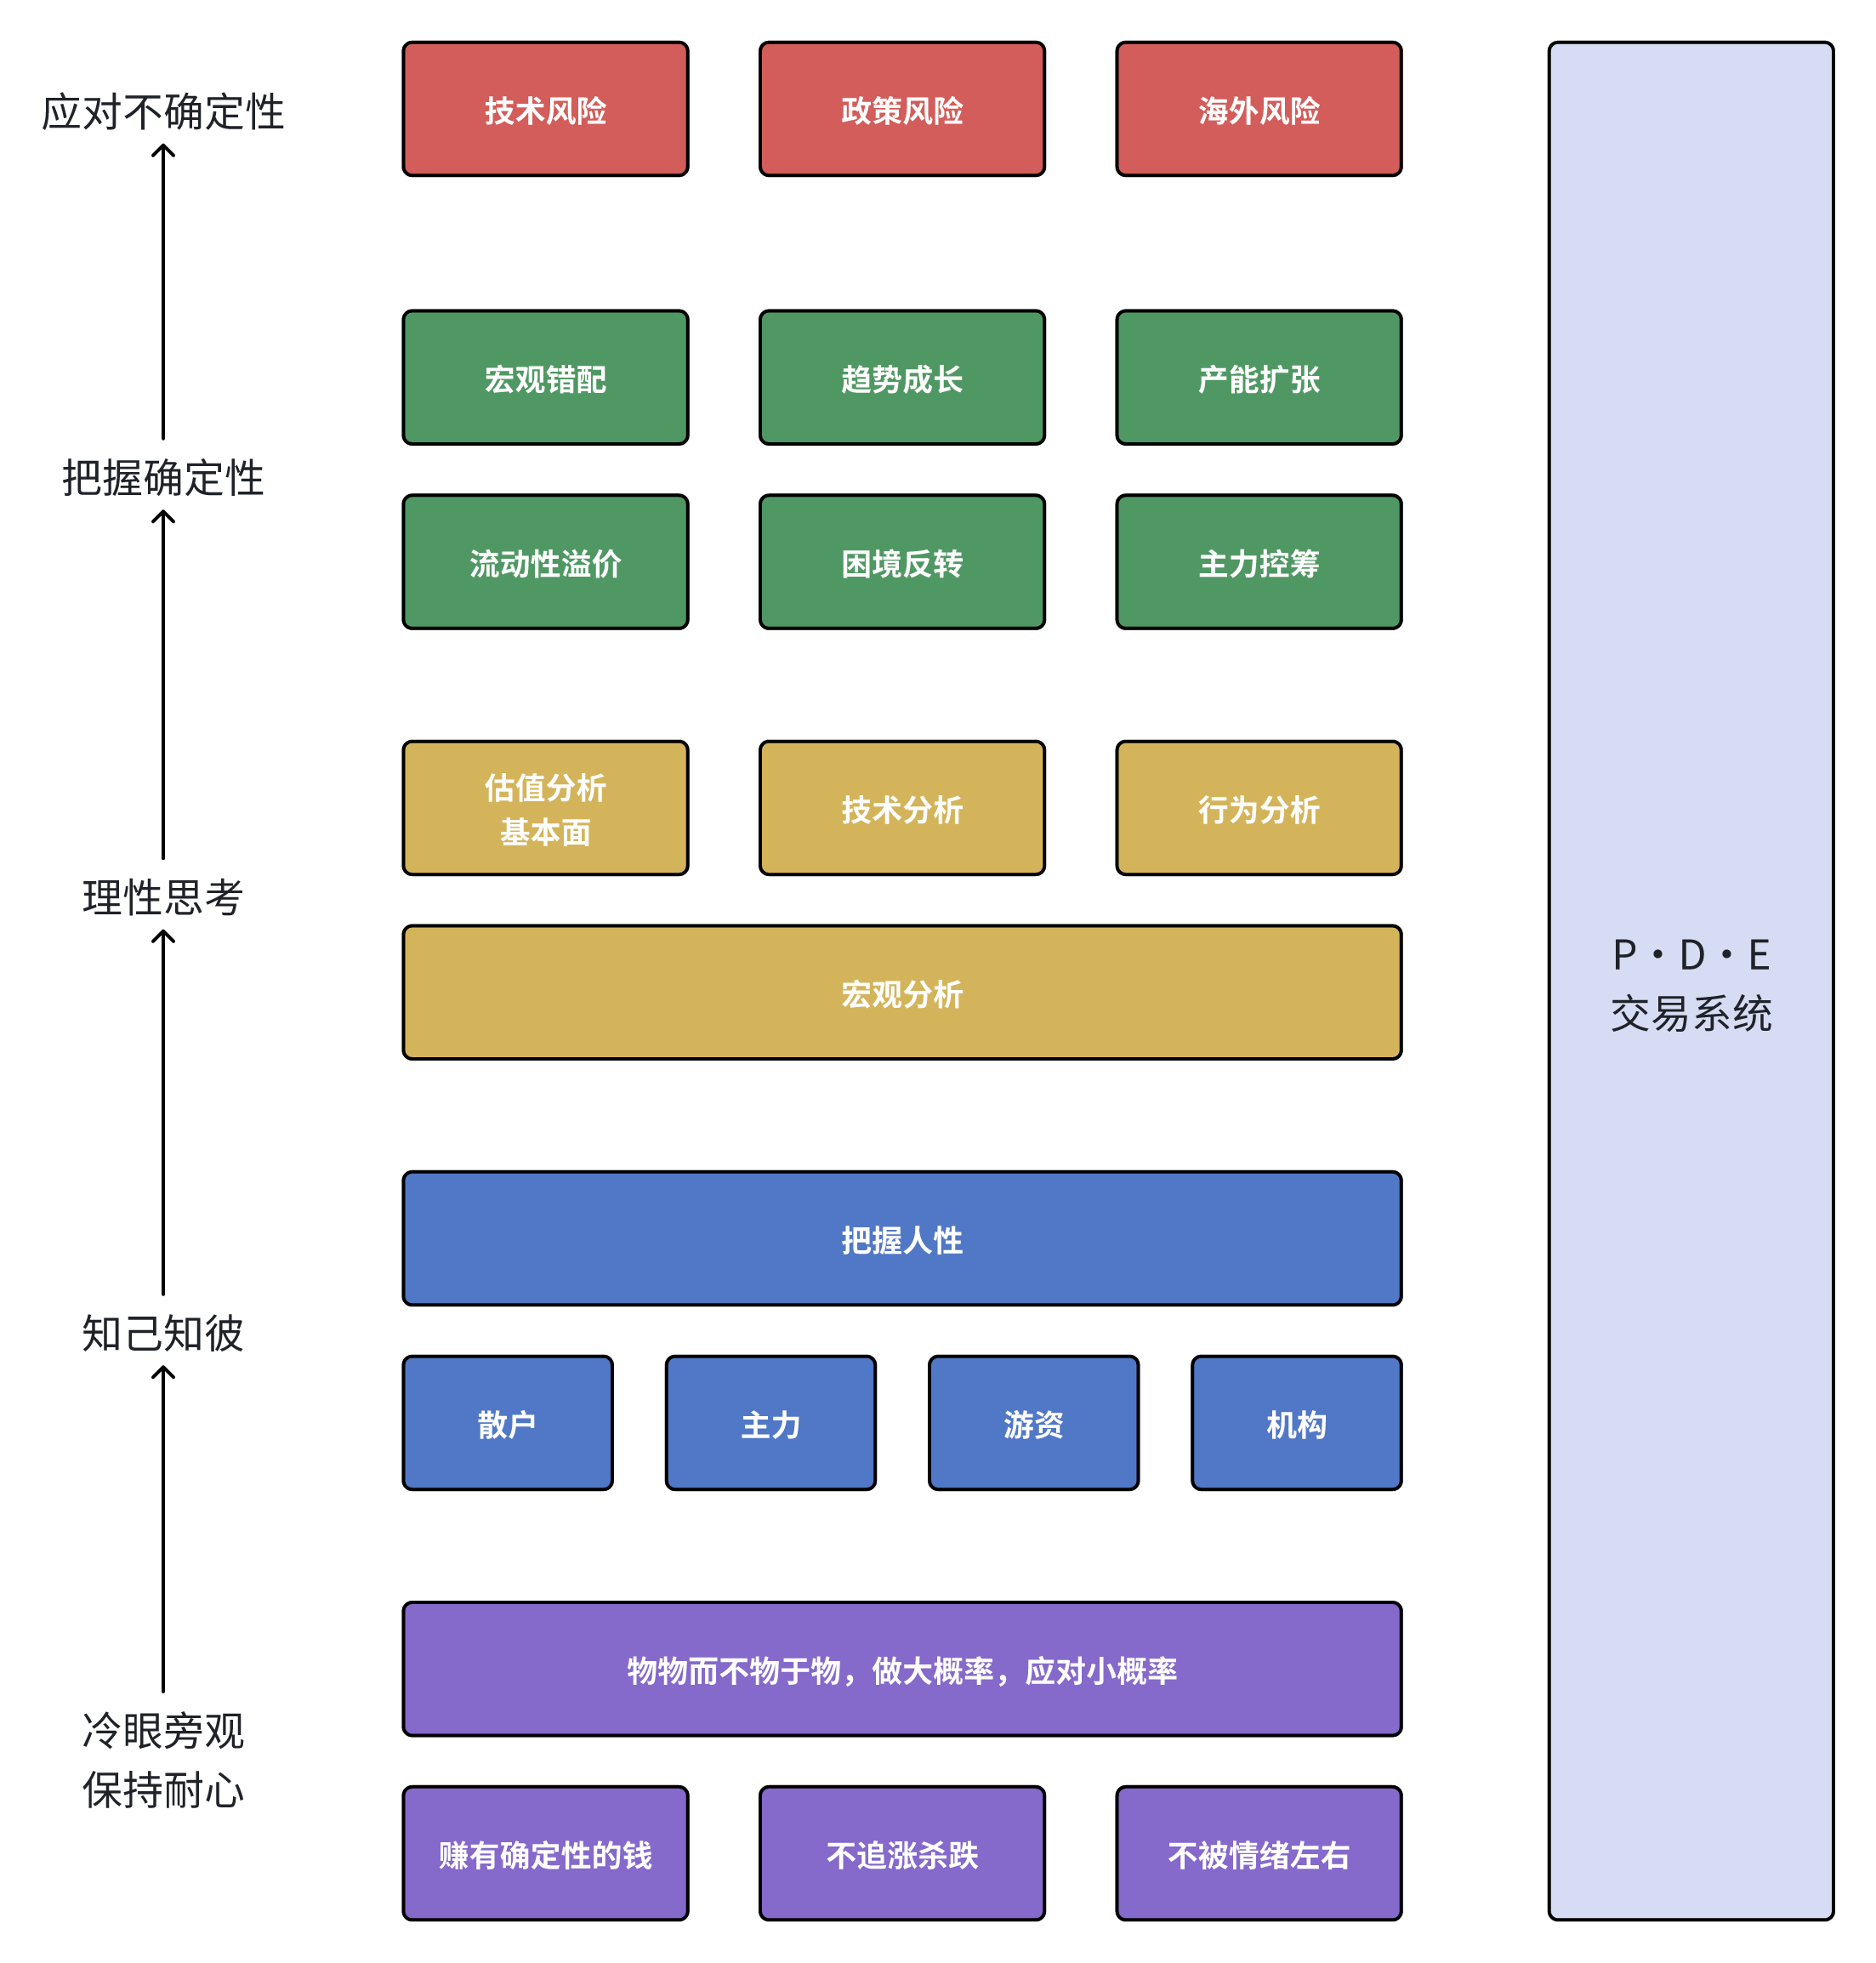 应对不确定性
技术风险
政策风险
海外风险
宏观错配
趋势成长
产能扩张
把握确定性
流动性溢价
困境反转
主力控筹
估值分析
基本面
技术分析
行为分析
理性思考
宏观分析
P·D·E
交易系统
把握人性
知己知彼
散户
主力
游资
机构
物物而不物于物，做大概率，应对小概率
冷眼旁观
保持耐心
赚有确定性的钱
不追涨杀跌
不被情绪左右